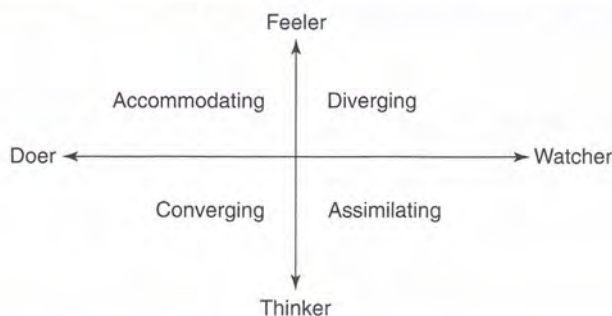 Feeler
Accommodating Diverging
Doer Watcher
Converging Assimilating
Thinker